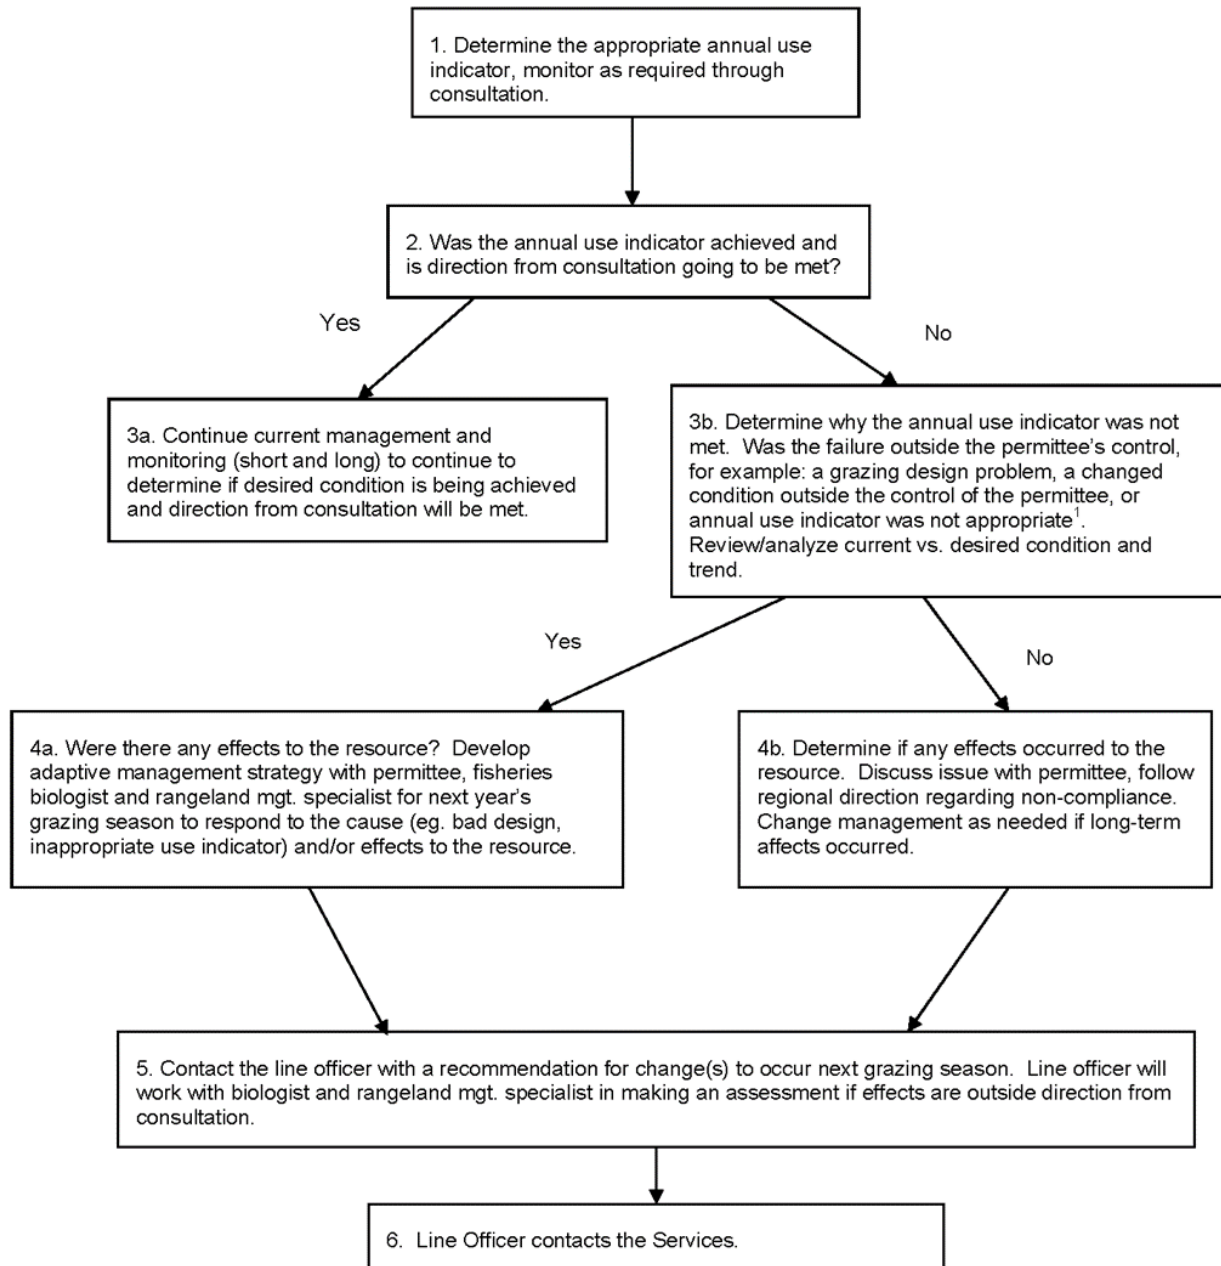 1. Determine the appropriate annual use
indicator, monitor as required through
consultation.
2. Was the annual use indicator achieved and
is direction from consultation going to be met?
Yes
No
3a. Continue current management and
monitoring (short and long) to continue to
determine if desired condition is being achieved
and direction from consultation will be met.
3b. Determine why the annual use indicator was not
met. Was the failure outside the permittee's control,
for example: a grazing design problem, a changed
condition outside the control of the permittee, or
annual use indicator was not appropriate¹.
Review/analyze current vs. desired condition and
trend.
Yes
No
4a. Were there any effects to the resource? Develop
adaptive management strategy with permittee, fisheries
biologist and rangeland mgt. specialist for next year's
grazing season to respond to the cause (eg. bad design,
inappropriate use indicator) and/or effects to the resource.
4b. Determine if any effects occurred to the
resource. Discuss issue with permittee, follow
regional direction regarding non-compliance.
Change management as needed if long-term
affects occurred.
5. Contact the line officer with a recommendation for change(s) to occur next grazing season. Line officer will
work with biologist and rangeland mgt. specialist in making an assessment if effects are outside direction from
consultation.
6. Line Officer contacts the Services.